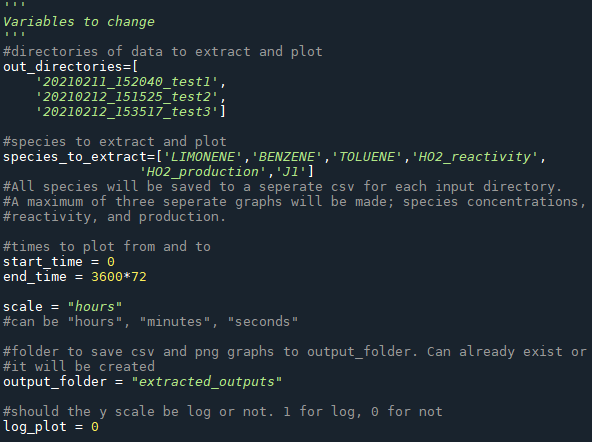 '''
Variables to change
'''
#directories of data to extract and plot
out_directories=[
    '20210211_152040_test1',
    '20210212_151525_test2',
    '20210212_153517_test3']
#species to extract and plot
species_to_extract=['LIMONENE','BENZENE','TOLUENE','HO2_reactivity',
                 'HO2_production','J1']
#All species will be saved to a seperate csv for each input directory.
#A maximum of three seperate graphs will be made; species concentrations,
#reactivity, and production.
#times to plot from and to
start_time = 0
end_time = 3600*72
scale = "hours"
#can be "hours", "minutes", "seconds"
#folder to save csv and png graphs to output_folder. Can already exist or
#it will be created
output_folder = "extracted_outputs"
#should the y scale be log or not. 1 for log, 0 for not
log_plot = 0